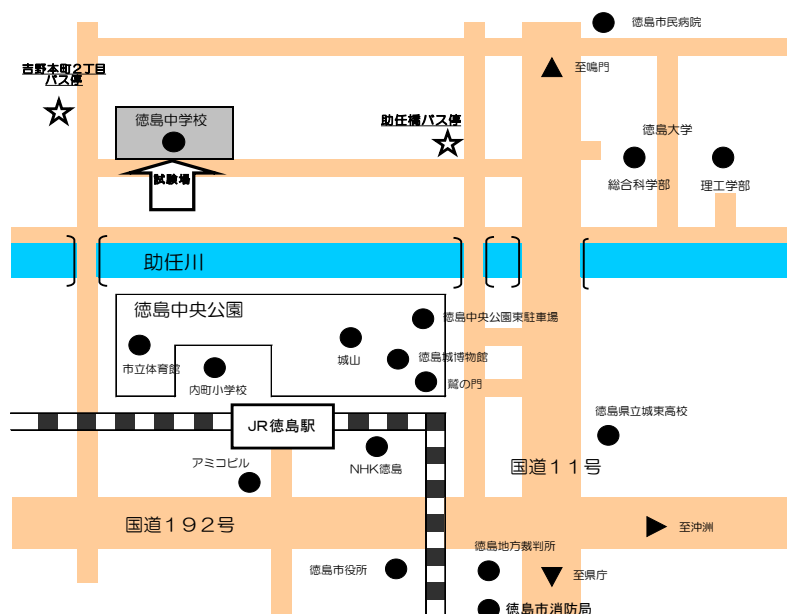 徳島市民病院
至鳴門
吉野本町2丁目
バス停
徳島中学校
助任橋バス停
徳島大学
試験場
総合科学部
理工学部
助任川
徳島中央公園
徳島中央公園東駐車場
市立体育館
城山
徳島城博物館
内町小学校
鷲の門
徳島県立城東高校
JR徳島駅
アミコビル
NHK徳島
国道11号
国道192号
至沖洲
徳島市役所
徳島地方裁判所
至県庁
徳島市消防局